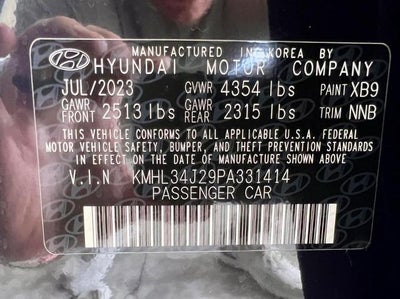 MANUFACTURED IN KOREA BY
HYUNDAI MOTOR COMPANY
JUL/2023 GVWR 4354 lbs PAINT XB9
GAWR FRONT 2513 lbs GAWR REAR 2315 lbs TRIM NNB
THIS VEHICLE CONFORMS TO ALL APPLICABLE U.S.A. FEDERAL
MOTOR VEHICLE SAFETY, BUMPER, AND THEFT PREVENTION STANDARDS
IN EFFECT ON THE DATE OF MANUFACTURE SHOWN ABOVE
V.I.N KMHL34J29PA331414
PASSENGER CAR